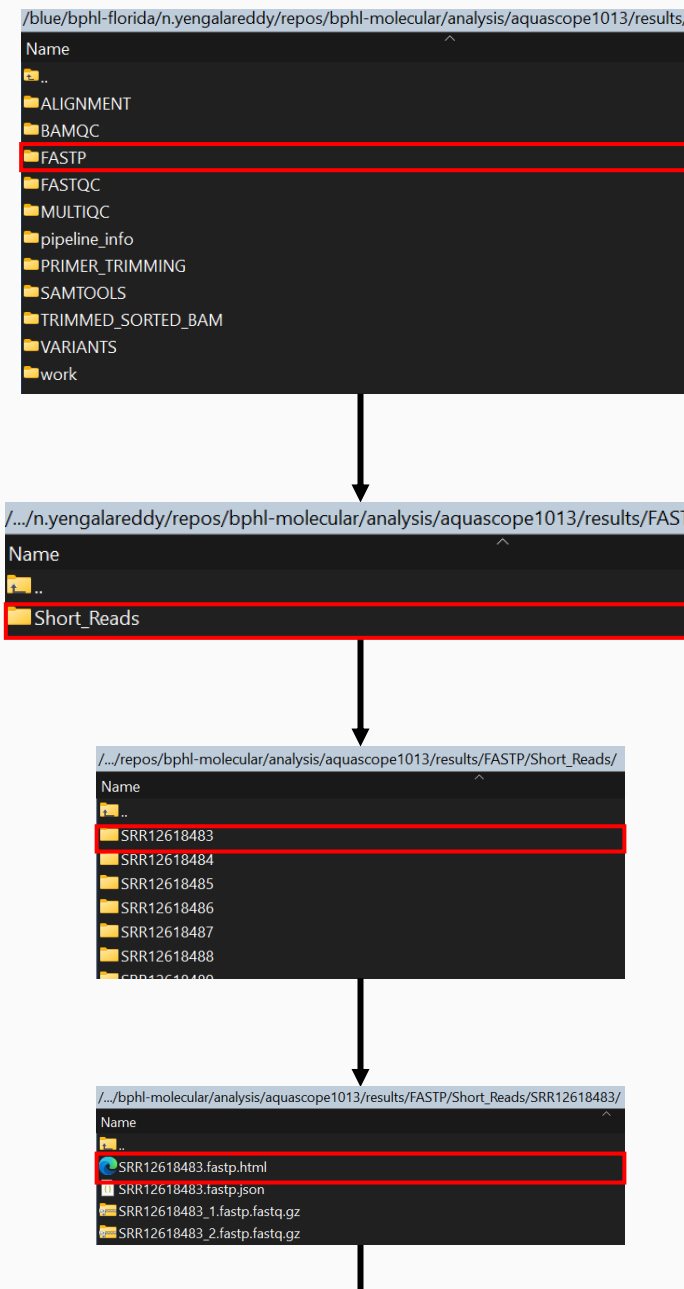 /blue/bphl-florida/n.yengalareddy/repos/bphl-molecular/analysis/aquascope1013/results/
Name
..
ALIGNMENT
BAMQC
FASTP
FASTQC
MULTIQC
pipeline_info
PRIMER_TRIMMING
SAMTOOLS
TRIMMED_SORTED_BAM
VARIANTS
work
/.../n.yengalareddy/repos/bphl-molecular/analysis/aquascope1013/results/FAST
Name
..
Short_Reads
/.../repos/bphl-molecular/analysis/aquascope1013/results/FASTP/Short_Reads/
Name
..
SRR12618483
SRR12618484
SRR12618485
SRR12618486
SRR12618487
SRR12618488
/.../bphl-molecular/analysis/aquascope1013/results/FASTP/Short_Reads/SRR12618483/
Name
..
SRR12618483.fastp.html
SRR12618483.fastp.json
SRR12618483_1.fastp.fastq.gz
SRR12618483_2.fastp.fastq.gz